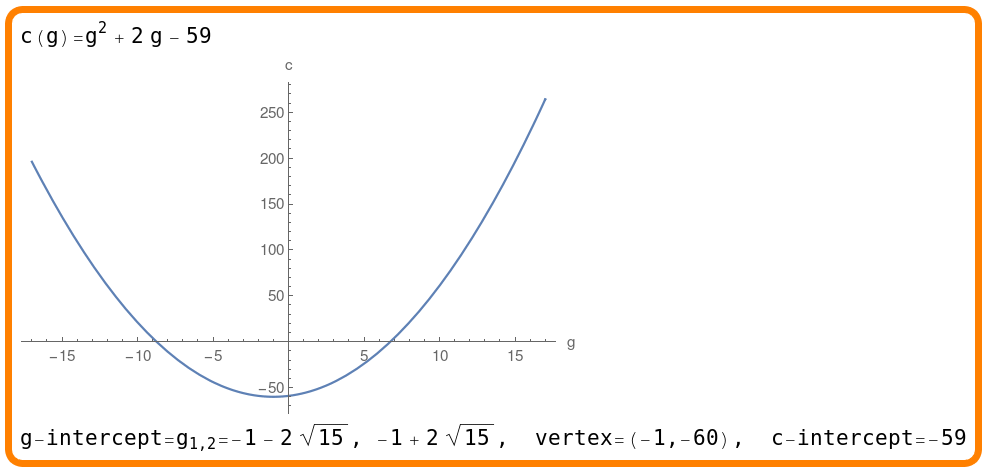 c(g)=g² + 2 g − 59
c
250
200
150
100
50
−15 −10 −5 5 10 15 g
−50
g−intercept=g₁,₂=−1 − 2 √15, −1 + 2 √15, vertex=(−1,−60), c−intercept=−59